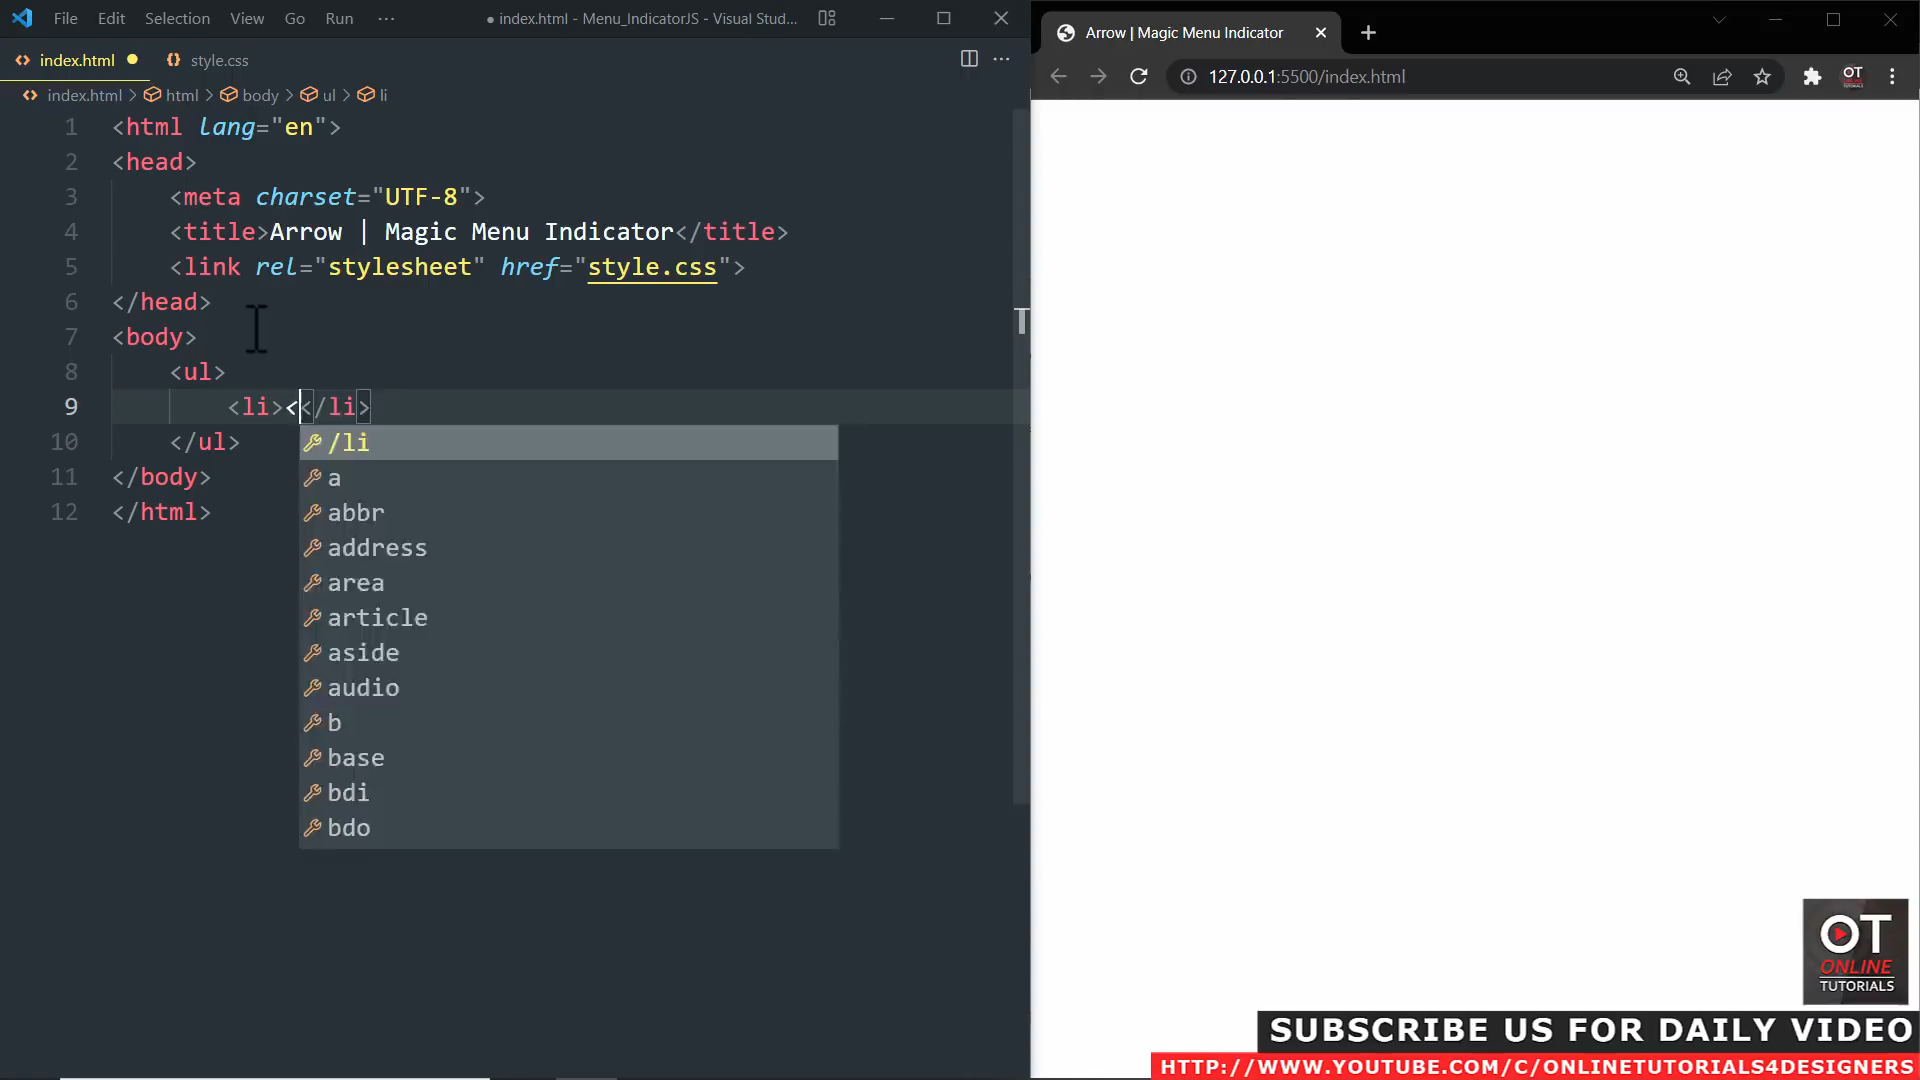 File Edit Selection View Go Run ··· ● index.html - Menu_IndicatorJS - Visual Stud...
index.html ● style.css
index.html > html > body > ul > li
1 <html lang="en">
2 <head>
3 <meta charset="UTF-8">
4 <title>Arrow | Magic Menu Indicator</title>
5 <link rel="stylesheet" href="style.css">
6 </head>
7 <body>
8 <ul>
9 <li><</li>
10 </ul>
11 </body>
12 </html>
/li
a
abbr
address
area
article
aside
audio
b
base
bdi
bdo
Arrow | Magic Menu Indicator
127.0.0.1:5500/index.html
OT
T
OT
ONLINE
TUTORIALS
SUBSCRIBE US FOR DAILY VIDEO
HTTP://WWW.YOUTUBE.COM/C/ONLINETUTORIALS4DESIGNERS